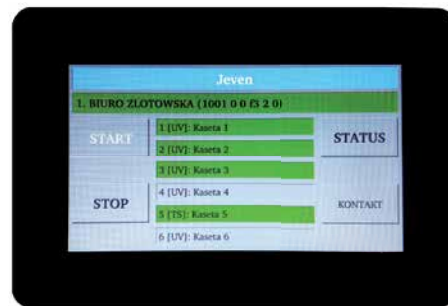 Jeven
1. BIURO ZLOTOWSKA (1001 0 0 f3 2 0)
START
1 [UV]: Kaseta 1
2 [UV]: Kaseta 2
STATUS
3 [UV]: Kaseta 3
4 [UV]: Kaseta 4
STOP
5 [TS]: Kaseta 5
KONTAKT
6 [UV]: Kaseta 6